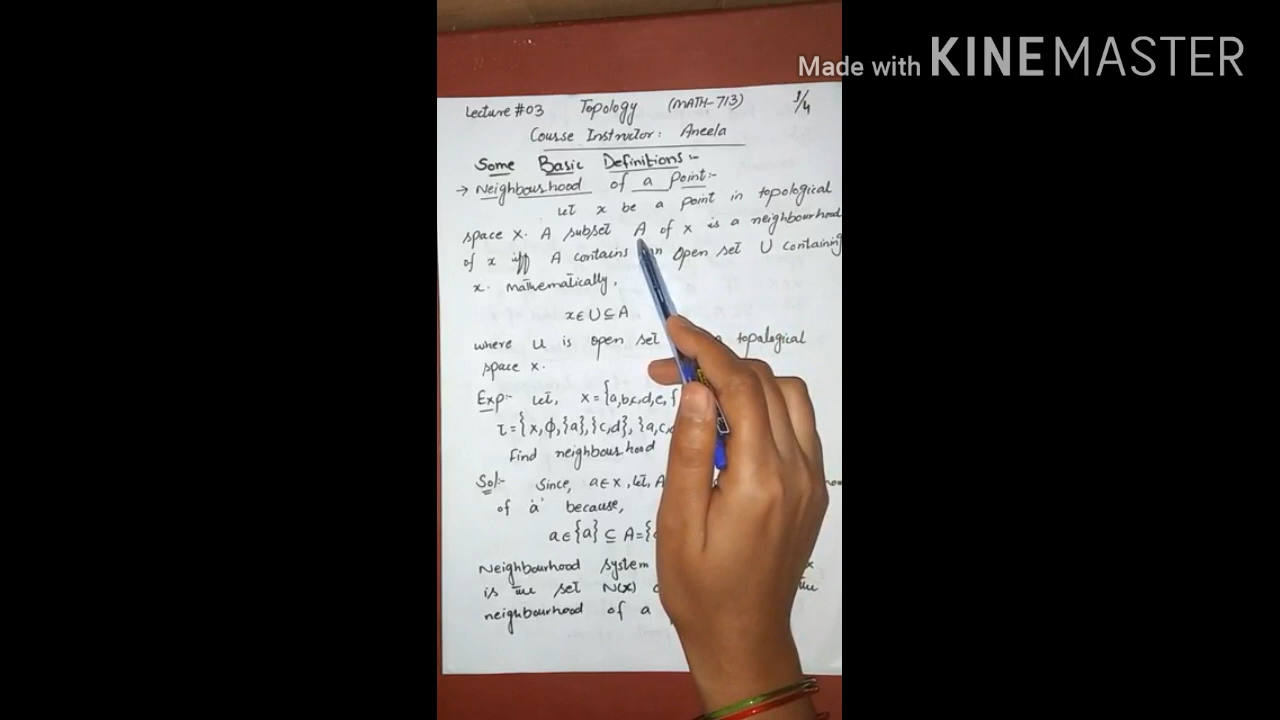 Made with KINEMASTER
Lecture #03 Topology (MATH-713) 1/4
Course Instructor: Aneela
Some Basic Definitions:-
→ Neighbourhood of a point:-
Let x be a point in topological
space X. A subset A of X is a neighbourhood
of x iff A contains an open set U containing
x. Mathematically,
x ∈ U ⊆ A
where U is open set topological
space X.
Exp:- Let, X = {a,b,c,d,e,f
τ = {X,ϕ,{a},{c,d},{a,c,
Find neighbourhood
Sol:- Since, a ∈ X, let, A
of 'a' because,
a ∈ {a} ⊆ A = {
Neighbourhood system x
is the set N(x) the
neighbourhood of a